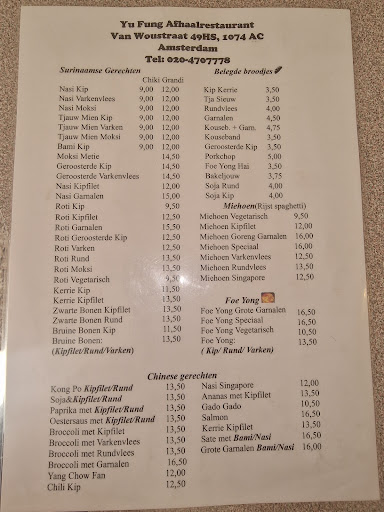 Yu Fung Afhaalrestaurant
Van Woustraat 49HS, 1074 AC
Amsterdam
Tel: 020-4707778
Surinaamse Gerechten
Chiki Grandi
Nasi Kip 9,00 12,00
Nasi Varkenvlees 9,00 12,00
Nasi Moksi 9,00 12,00
Tjauw Mien Kip 9,00 12,00
Tjauw Mien Varken 9,00 12,00
Tjauw Mien Moksi 9,00 12,00
Bami Kip 9,00 12,00
Moksi Metie 14,50
Geroosterde Kip 14,50
Geroosterde Varkenvlees 14,50
Nasi Kipfilet 12,00
Nasi Garnalen 15,00
Roti Kip 9,50
Roti Kipfilet 12,50
Roti Garnalen 15,50
Roti Geroosterde Kip 12,50
Roti Varken 12,50
Roti Rund 13,50
Roti Moksi 13,50
Roti Vegetarisch 9,50
Kerrie Kip 11,50
Kerrie Kipfilet 13,50
Zwarte Bonen Kipfilet 13,50
Zwarte Bonen Rund 13,50
Bruine Bonen Kip 11,50
Bruine Bonen: 13,50
(Kipfilet/Rund/Varken)
Belegde broodjes
Kip Kerrie 3,50
Tja Sieuw 3,50
Rundvlees 4,00
Garnalen 4,50
Kouseb. + Garn. 4,75
Kouseband 3,50
Geroosterde Kip 3,50
Porkchop 5,00
Foe Yong Hai 3,50
Bakeljouw 3,75
Soja Rund 4,00
Soja Kip 4,00
Miehoen(Rijst spaghetti)
Miehoen Vegetarisch 9,50
Miehoen Kipfilet 12,00
Miehoen Goreng Garnalen 16,00
Miehoen Speciaal 16,00
Miehoen Varkenvlees 12,50
Miehoen Rundvlees 13,50
Miehoen Singapore 12,50
Foe Yong
Foe Yong Grote Garnalen 16,50
Foe Yong Speciaal 16,50
Foe Yong Vegetarisch 10,50
Foe Yong: 13,50
( Kip/ Rund/ Varken)
Chinese gerechten
Kong Po Kipfilet/Rund 13,50
Soja&Kipfilet/Rund 13,50
Paprika met Kipfilet/Rund 13,50
Oestersaus met Kipfilet/Rund 13,50
Broccoli met Kipfilet 13,50
Broccoli met Varkenvlees 13,50
Broccoli met Rundvlees 13,50
Broccoli met Garnalen 16,50
Yang Chow Fan 12,00
Chili Kip 12,50
Nasi Singapore 12,00
Ananas met Kipfilet 13,50
Gado Gado 10,50
Salmon 16,50
Kerrie Kipfilet 13,50
Sate met Bami/Nasi 16,50
Grote Garnalen Bami/Nasi 16,00